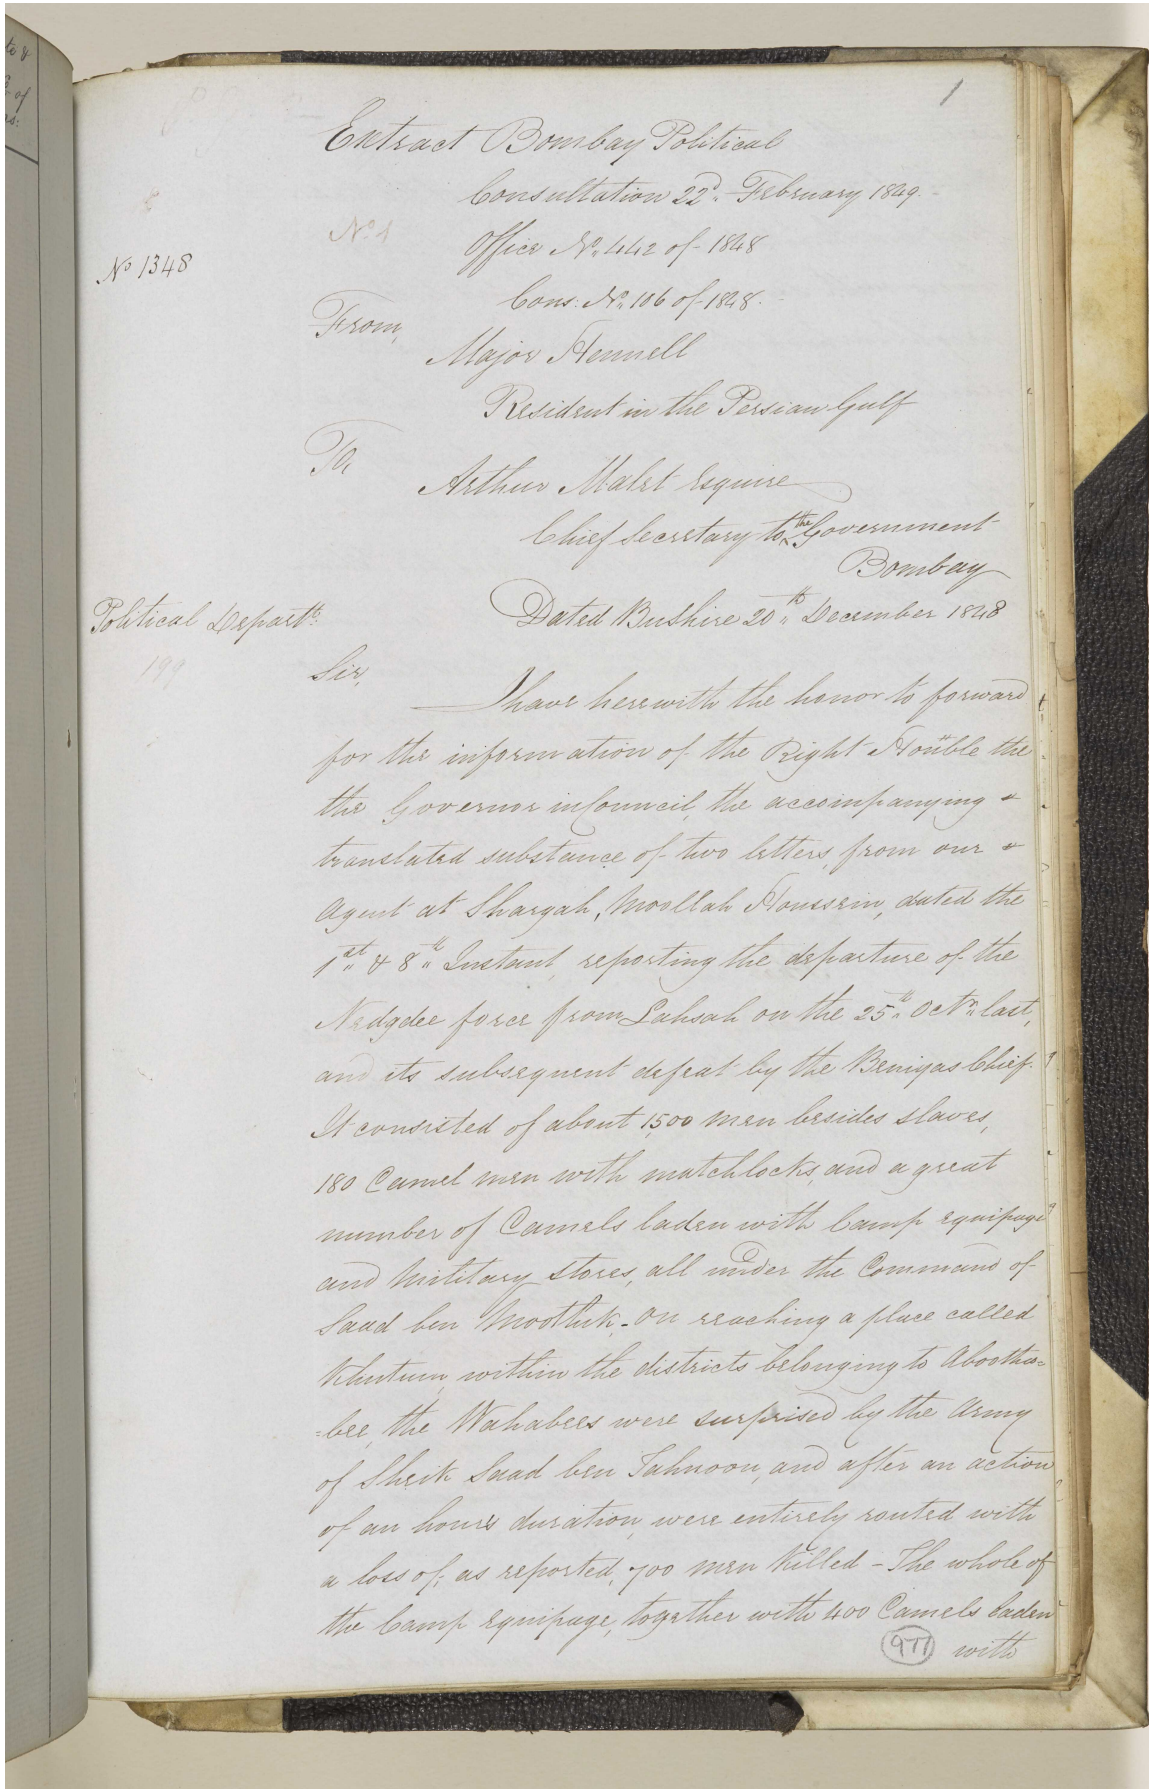 1
Extract Bombay Political
Consultation 22d. February 1849.
No. 1
Office No. 442 of 1848
No 1348
Cons: No. 106 of 1848.
From,
Major Hennell
Resident in the Persian Gulf
To,
Arthur Malet Esquire
Chief Secretary to the Government
Bombay
Political Departt:
Dated Bushire 20th December 1848
199
Sir,
I have herewith the honor to forward
for the information of the Right Honble the
the Governor in Council, the accompanying
translated substance of two letters, from our
Agent at Shargah, Moollah Houssein, dated the
1st & 8th Instant, reporting the departure of the
Nedgdee force from Lahsah on the 25th Octr. last,
and its subsequent defeat by the Beniyas Chief.
It consisted of about 1500 men besides slaves,
180 Camel men with matchlocks, and a great
number of Camels laden with Camp equipage
and Military stores, all under the Command of
Saad ben Mootluk. On reaching a place called
Khutum, within the districts belonging to Aboothu=
=bee, the Wahabees were surprised by the Army
of Sheik Saad ben Tahnoon, and after an action
of an hours duration, were entirely routed with
a loss of, as reported, 700 men killed - The whole of
the Camp equipage, together with 400 Camels laden
977
with